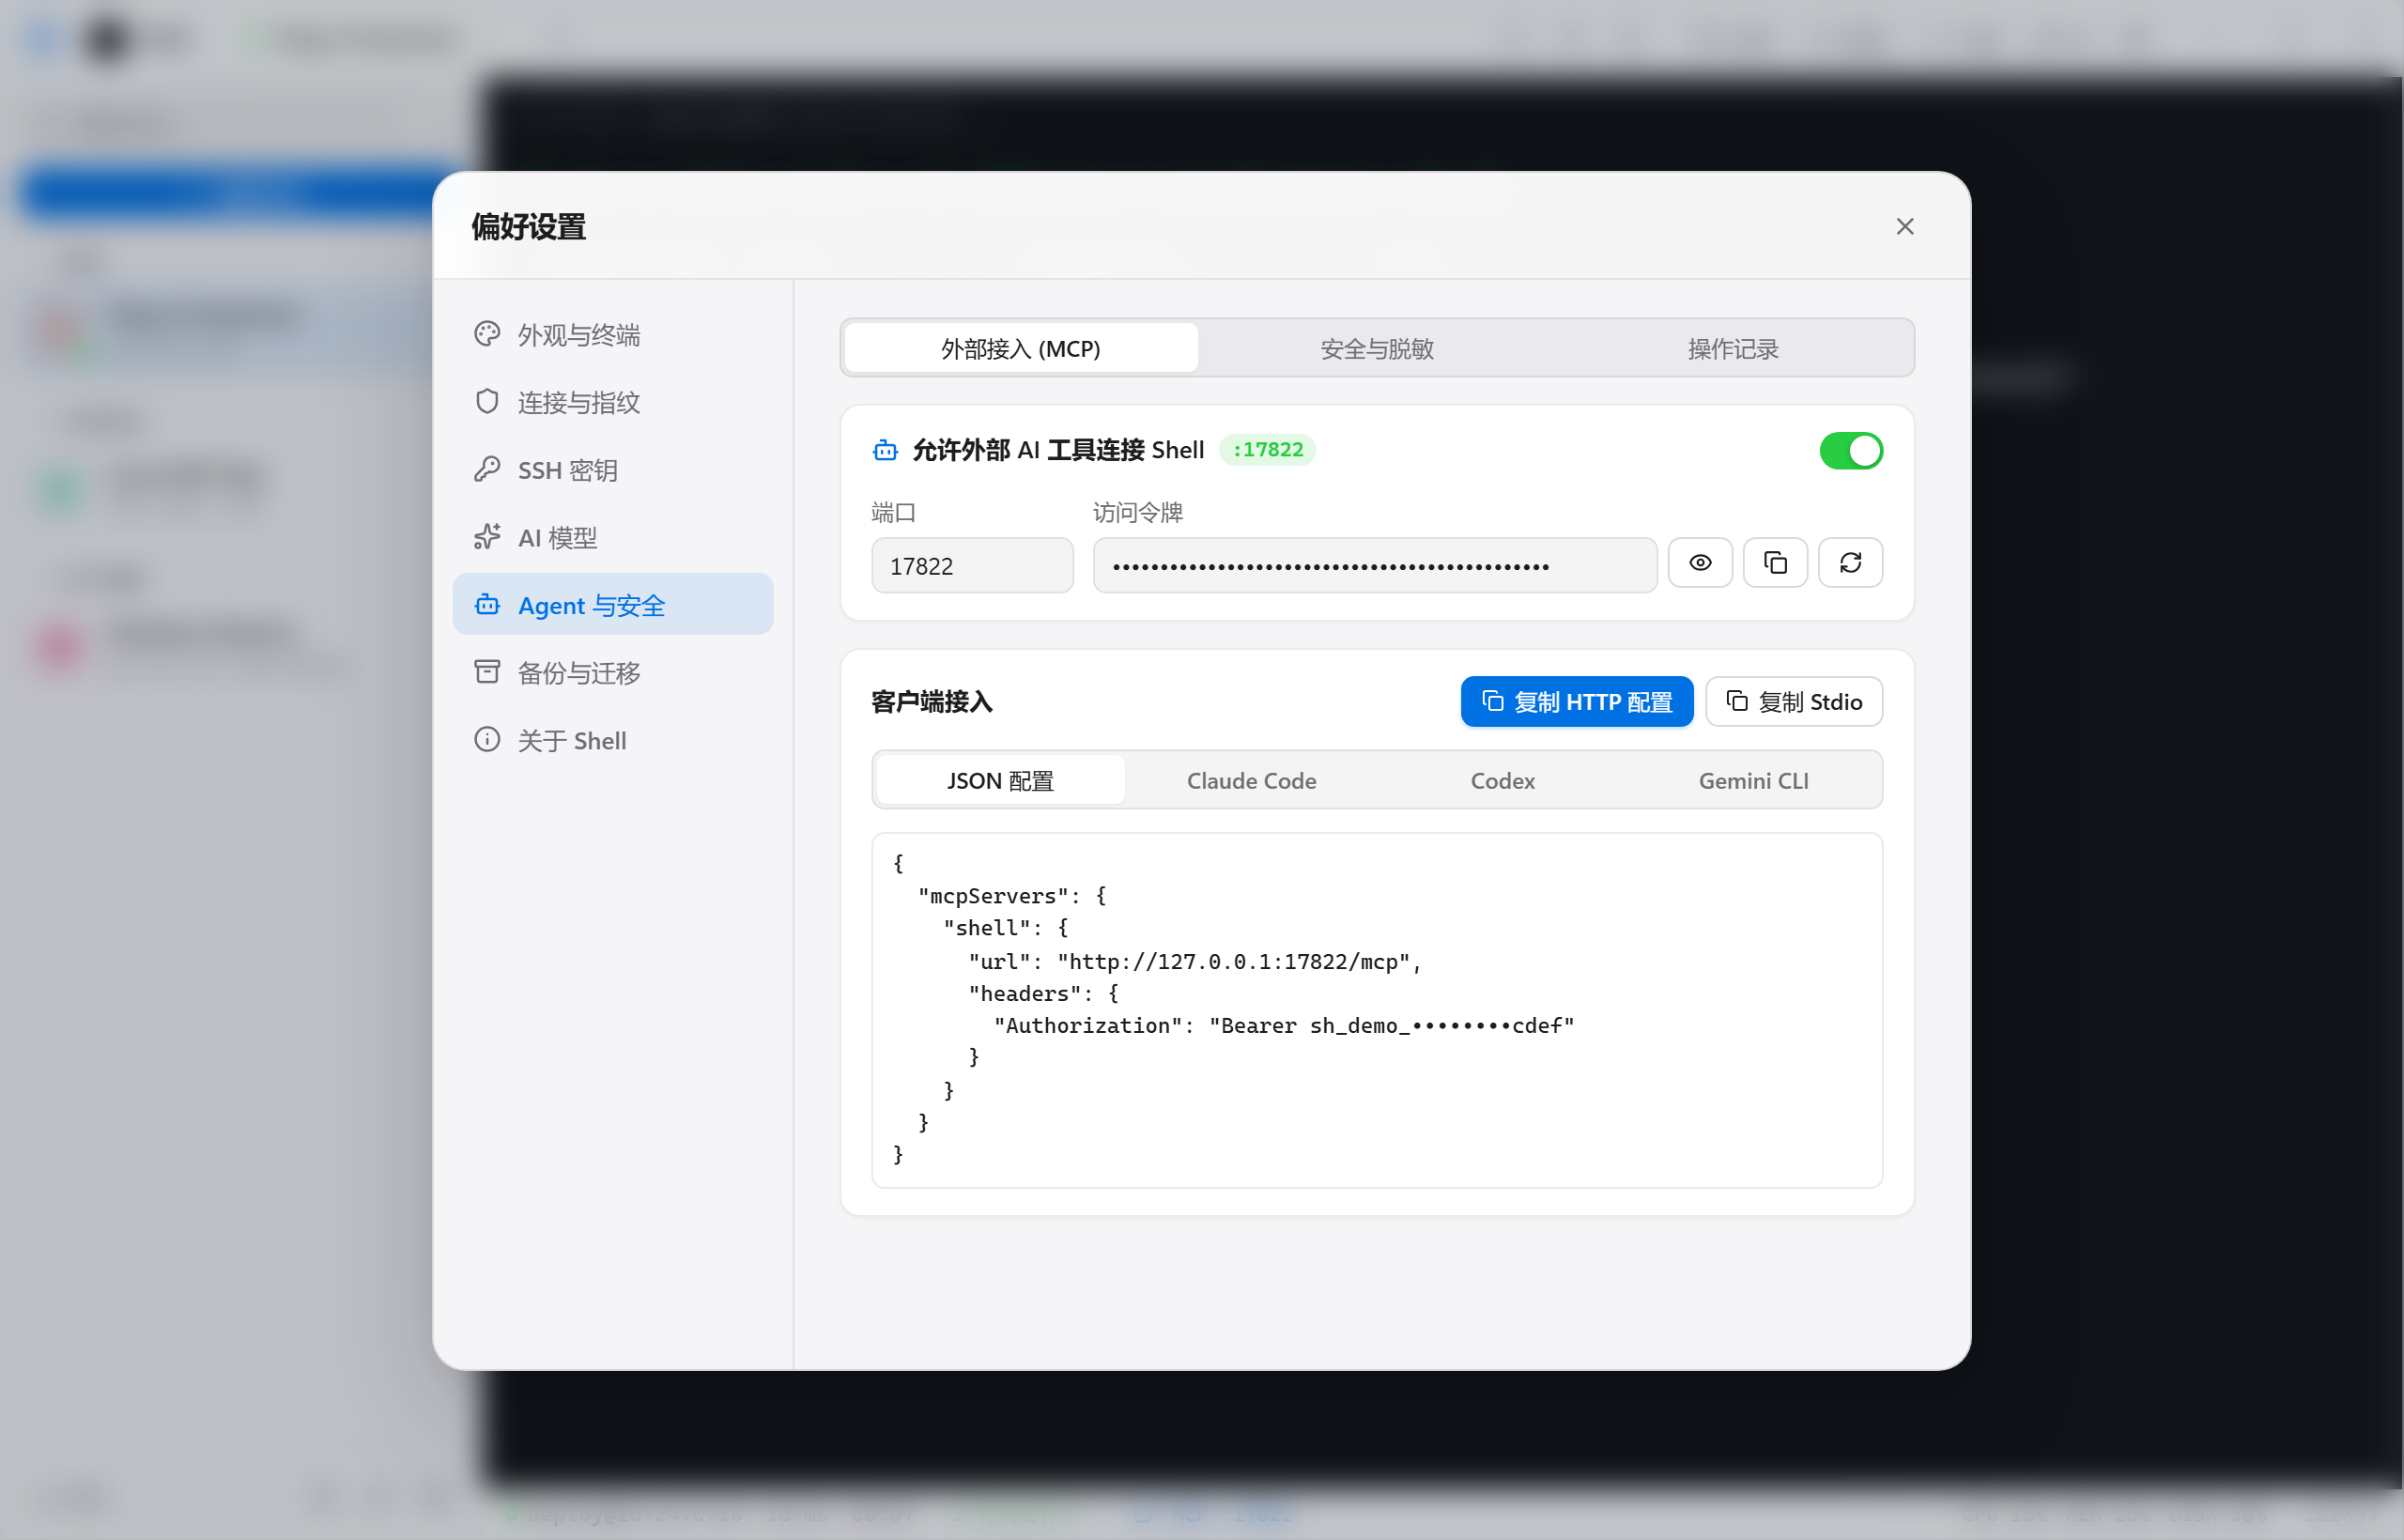 偏好设置
外观与终端
连接与指纹
SSH 密钥
AI 模型
Agent 与安全
备份与迁移
关于 Shell
外部接入 (MCP)
安全与脱敏
操作记录
允许外部 AI 工具连接 Shell :17822
端口
访问令牌
17822
••••••••••••••••••••••••••••••••••••••••••••••
客户端接入
复制 HTTP 配置
复制 Stdio
JSON 配置
Claude Code
Codex
Gemini CLI
{
"mcpServers": {
"shell": {
"url": "http://127.0.0.1:17822/mcp",
"headers": {
"Authorization": "Bearer sh_demo_••••••••cdef"
}
}
}
}
MCP :17822